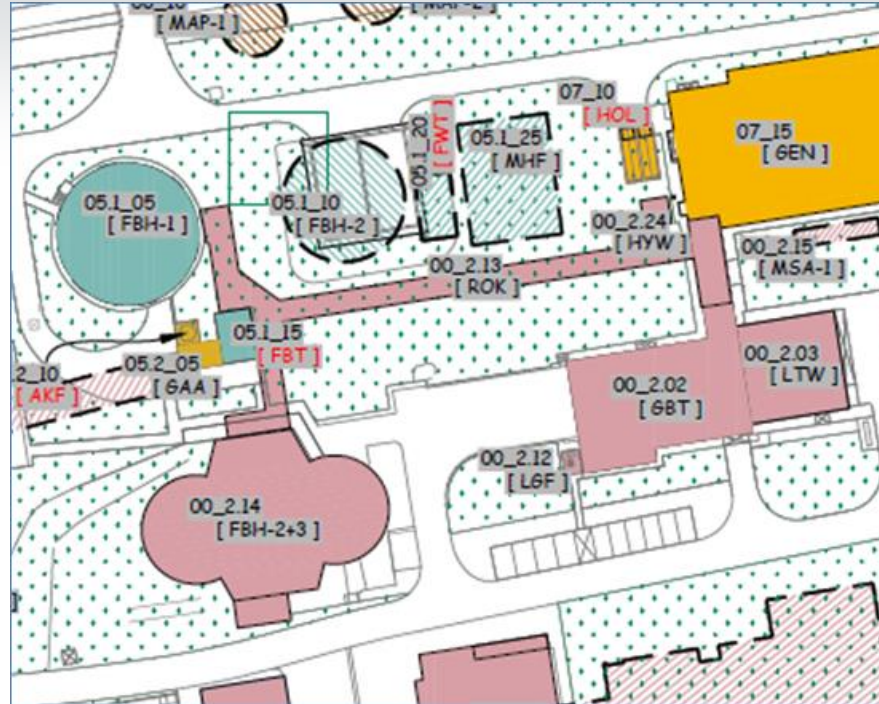 [ MAP-1 ]
07_10
[ HOL ]
05.1_20
[ FWT ]
05.1_25
[ MHF ]
07_15
[ GEN ]
05.1_05
[ FBH-1 ]
05.1_10
[ FBH-2 ]
00_2.24
[ HYW ]
00_2.15
[ MSA-1 ]
00_2.13
[ ROK ]
05.1_15
[ FBT ]
05.2_05
[ GAA ]
2_10
[ AKF ]
00_2.03
[ LTW ]
00_2.02
[ GBT ]
00_2.12
[ LGF ]
00_2.14
[ FBH-2+3 ]